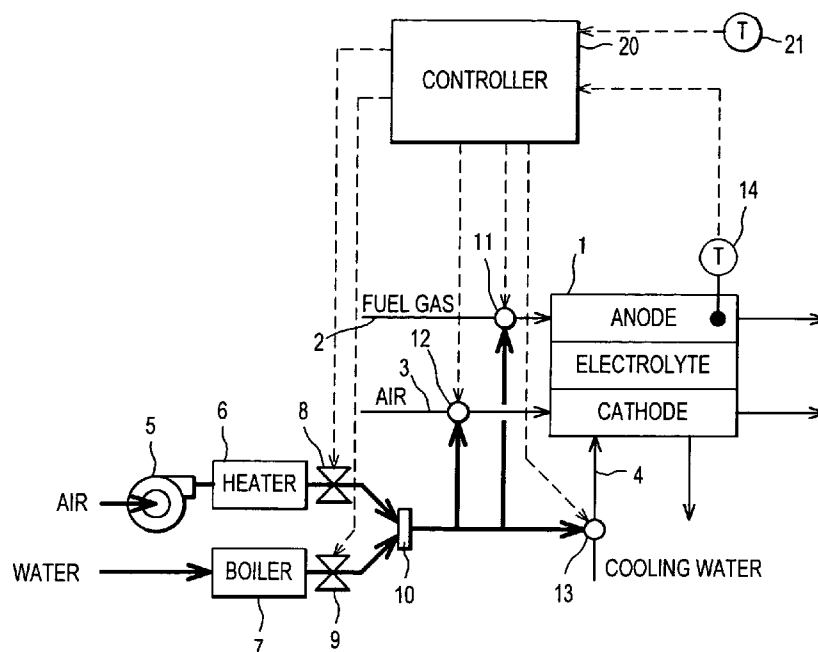 CONTROLLER
20
T
21
14
T
11
1
FUEL GAS
2
ANODE
12
ELECTROLYTE
3
AIR
CATHODE
5
6
8
4
HEATER
AIR
WATER
BOILER
10
13
COOLING WATER
7
9